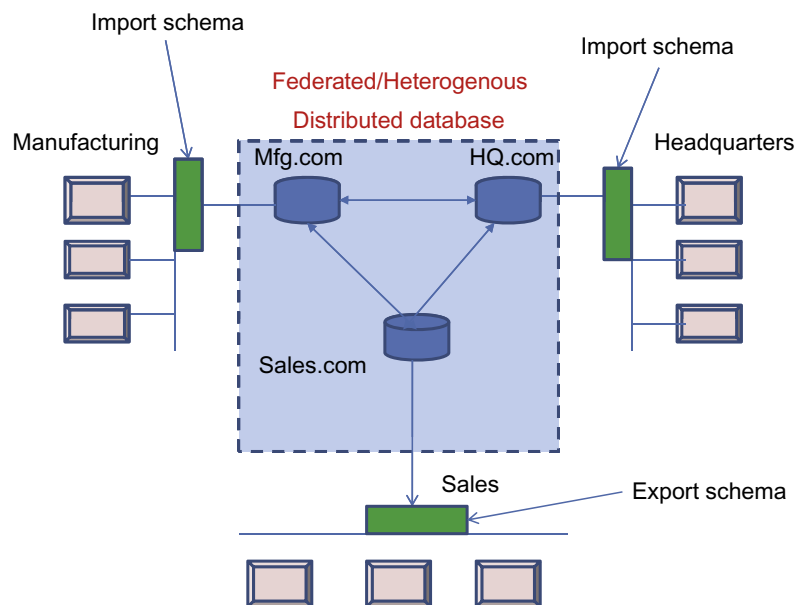 Import schema
Import schema
Federated/Heterogenous
Distributed database
Manufacturing
Headquarters
Mfg.com
HQ.com
Sales.com
Sales
Export schema